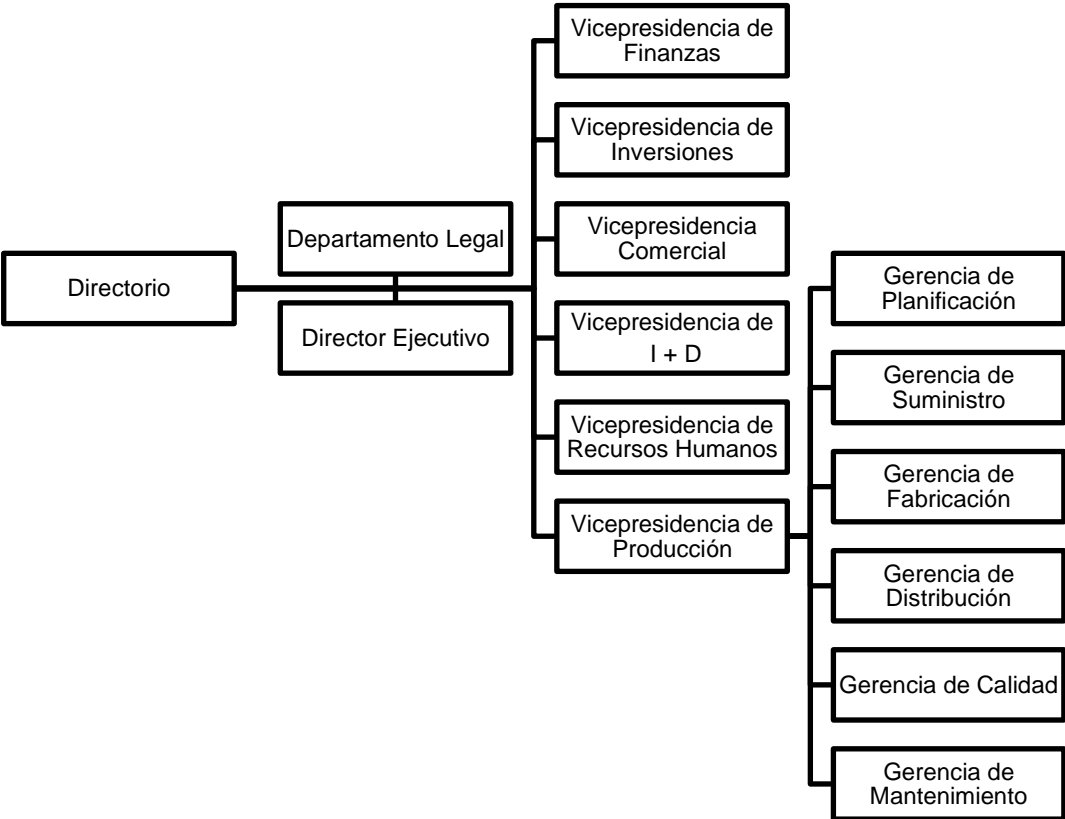 Directorio
Departamento Legal
Director Ejecutivo
Vicepresidencia de
Finanzas
Vicepresidencia de
Inversiones
Vicepresidencia
Comercial
Vicepresidencia de
I + D
Vicepresidencia de
Recursos Humanos
Vicepresidencia de
Producción
Gerencia de
Planificación
Gerencia de
Suministro
Gerencia de
Fabricación
Gerencia de
Distribución
Gerencia de Calidad
Gerencia de
Mantenimiento